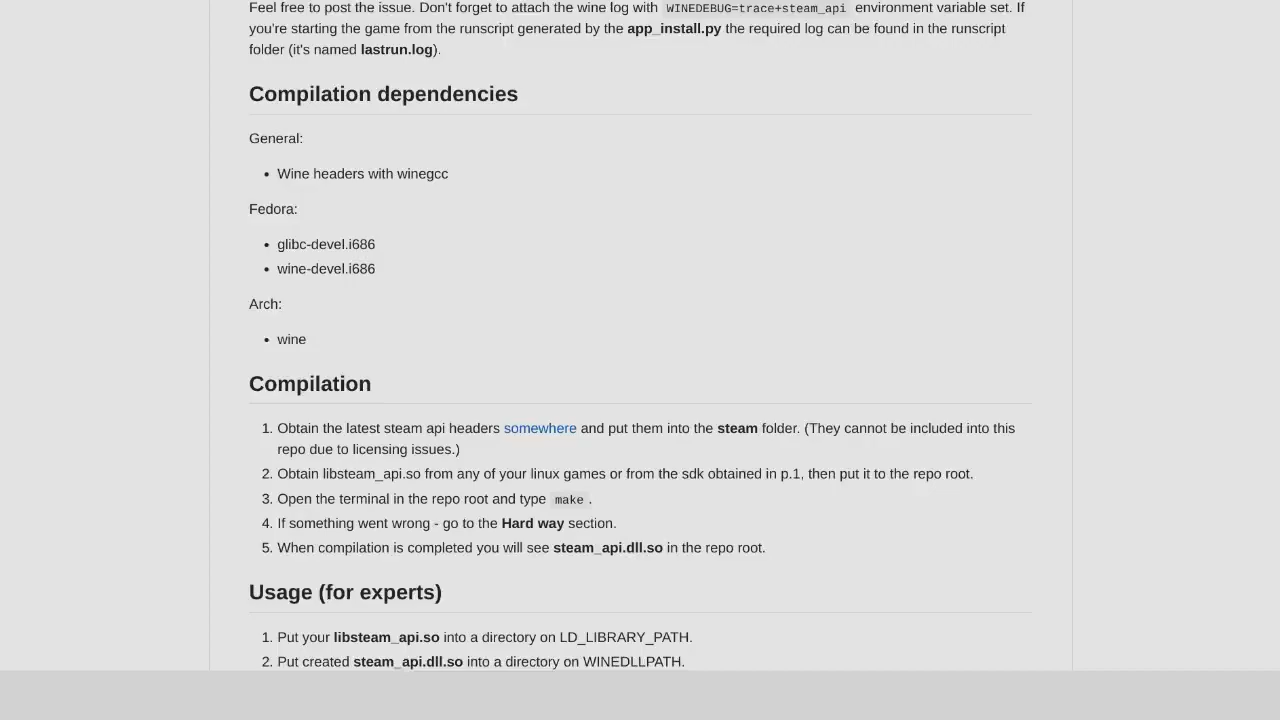 Feel free to post the issue. Don't forget to attach the wine log with WINEDEBUG=trace+steam_api environment variable set. If
you're starting the game from the runscript generated by the app_install.py the required log can be found in the runscript
folder (it's named lastrun.log).
Compilation dependencies
General:
• Wine headers with winegcc
Fedora:
• glibc-devel.i686
• wine-devel.i686
Arch:
• wine
Compilation
1. Obtain the latest steam api headers somewhere and put them into the steam folder. (They cannot be included into this
repo due to licensing issues.)
2. Obtain libsteam_api.so from any of your linux games or from the sdk obtained in p.1, then put it to the repo root.
3. Open the terminal in the repo root and type make .
4. If something went wrong - go to the Hard way section.
5. When compilation is completed you will see steam_api.dll.so in the repo root.
Usage (for experts)
1. Put your libsteam_api.so into a directory on LD_LIBRARY_PATH.
2. Put created steam_api.dll.so into a directory on WINEDLLPATH.